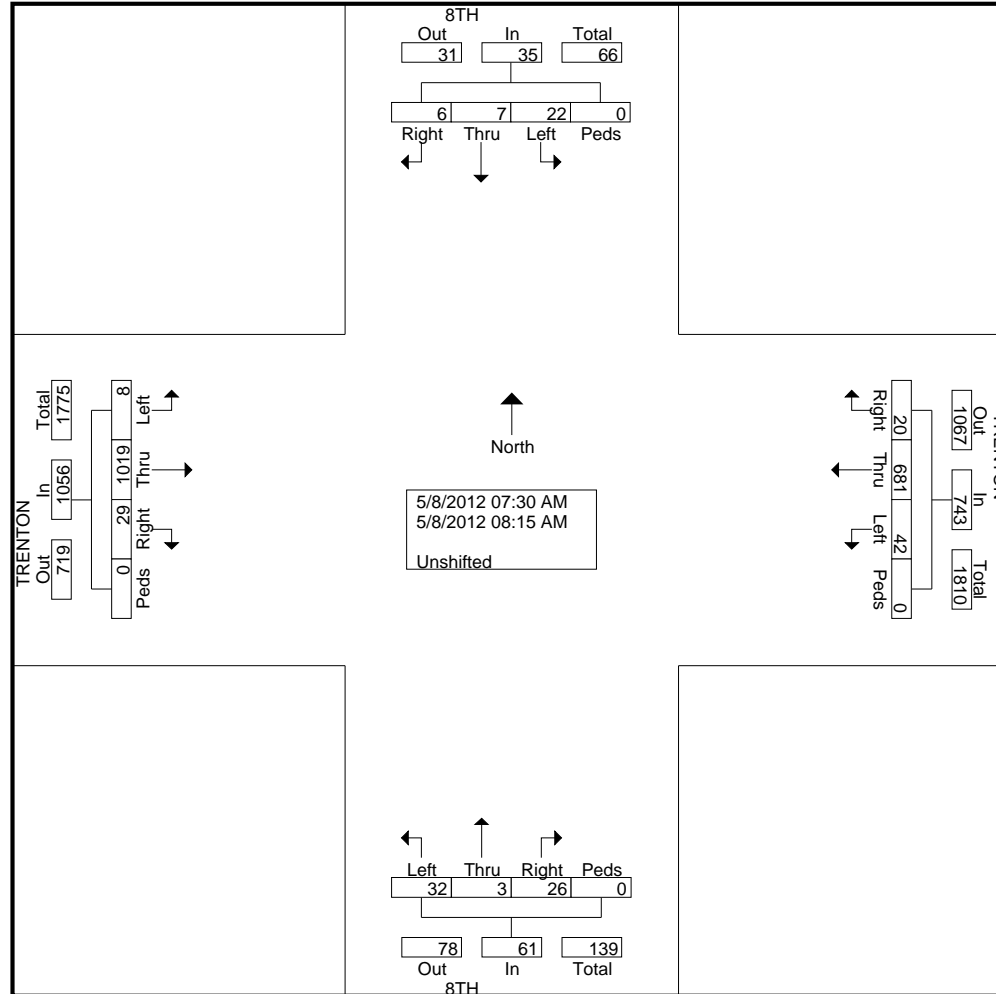 8TH
Out In Total
31 35 66
6 7 22 0
Right Thru Left Peds
Total In Out
1775 1056 719
TRENTON
8 1019 29 0
Left Thru Right Peds
North
5/8/2012 07:30 AM
5/8/2012 08:15 AM
Unshifted
Right Thru Left Peds
20 681 42 0
Out In Total
1067 743 1810
TRENTON
Left Thru Right Peds
32 3 26 0
78 61 139
Out In Total
8TH